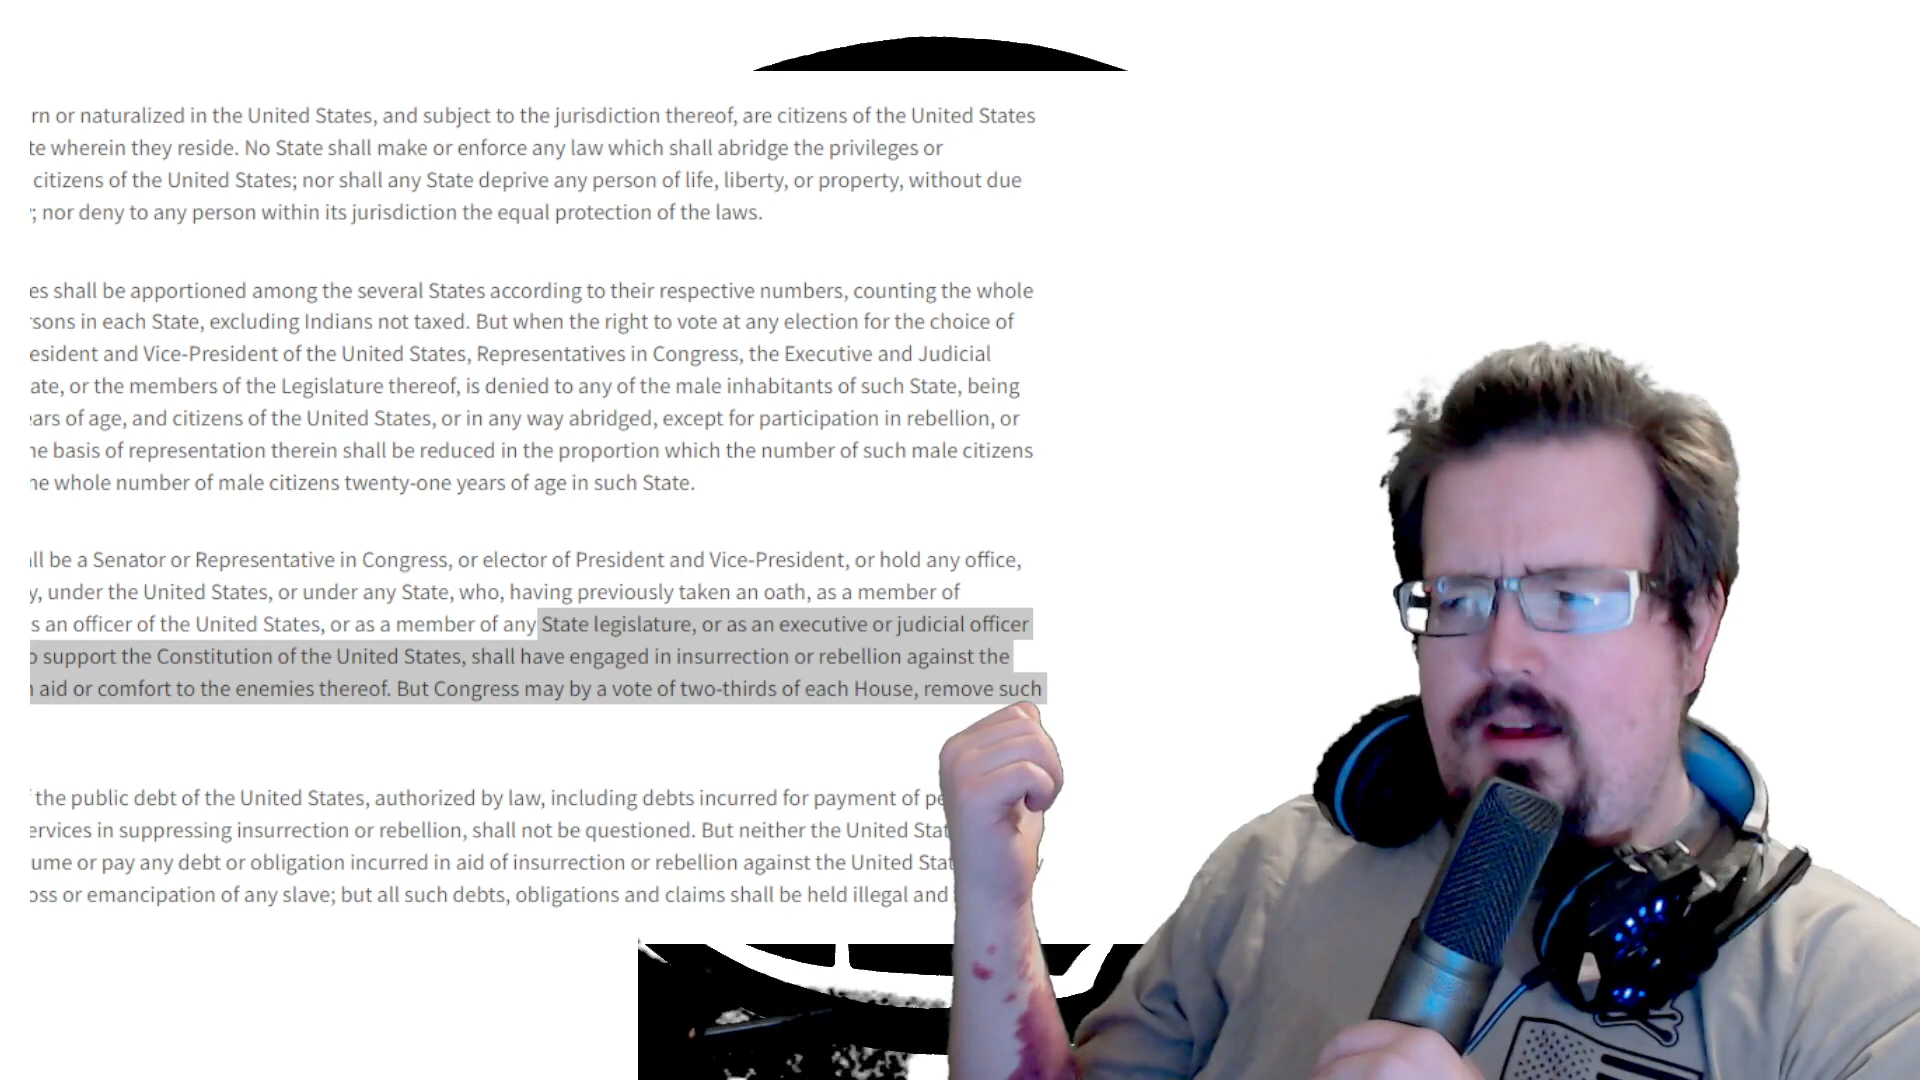 rn or naturalized in the United States, and subject to the jurisdiction thereof, are citizens of the United States
te wherein they reside. No State shall make or enforce any law which shall abridge the privileges or
citizens of the United States; nor shall any State deprive any person of life, liberty, or property, without due
; nor deny to any person within its jurisdiction the equal protection of the laws.
es shall be apportioned among the several States according to their respective numbers, counting the whole
rsons in each State, excluding Indians not taxed. But when the right to vote at any election for the choice of
esident and Vice-President of the United States, Representatives in Congress, the Executive and Judicial
ate, or the members of the Legislature thereof, is denied to any of the male inhabitants of such State, being
ears of age, and citizens of the United States, or in any way abridged, except for participation in rebellion, or
he basis of representation therein shall be reduced in the proportion which the number of such male citizens
he whole number of male citizens twenty-one years of age in such State.
ll be a Senator or Representative in Congress, or elector of President and Vice-President, or hold any office,
y, under the United States, or under any State, who, having previously taken an oath, as a member of
s an officer of the United States, or as a member of any State legislature, or as an executive or judicial officer
o support the Constitution of the United States, shall have engaged in insurrection or rebellion against the
aid or comfort to the enemies thereof. But Congress may by a vote of two-thirds of each House, remove such
the public debt of the United States, authorized by law, including debts incurred for payment of pe
ervices in suppressing insurrection or rebellion, shall not be questioned. But neither the United Stat
ume or pay any debt or obligation incurred in aid of insurrection or rebellion against the United Stat
oss or emancipation of any slave; but all such debts, obligations and claims shall be held illegal and